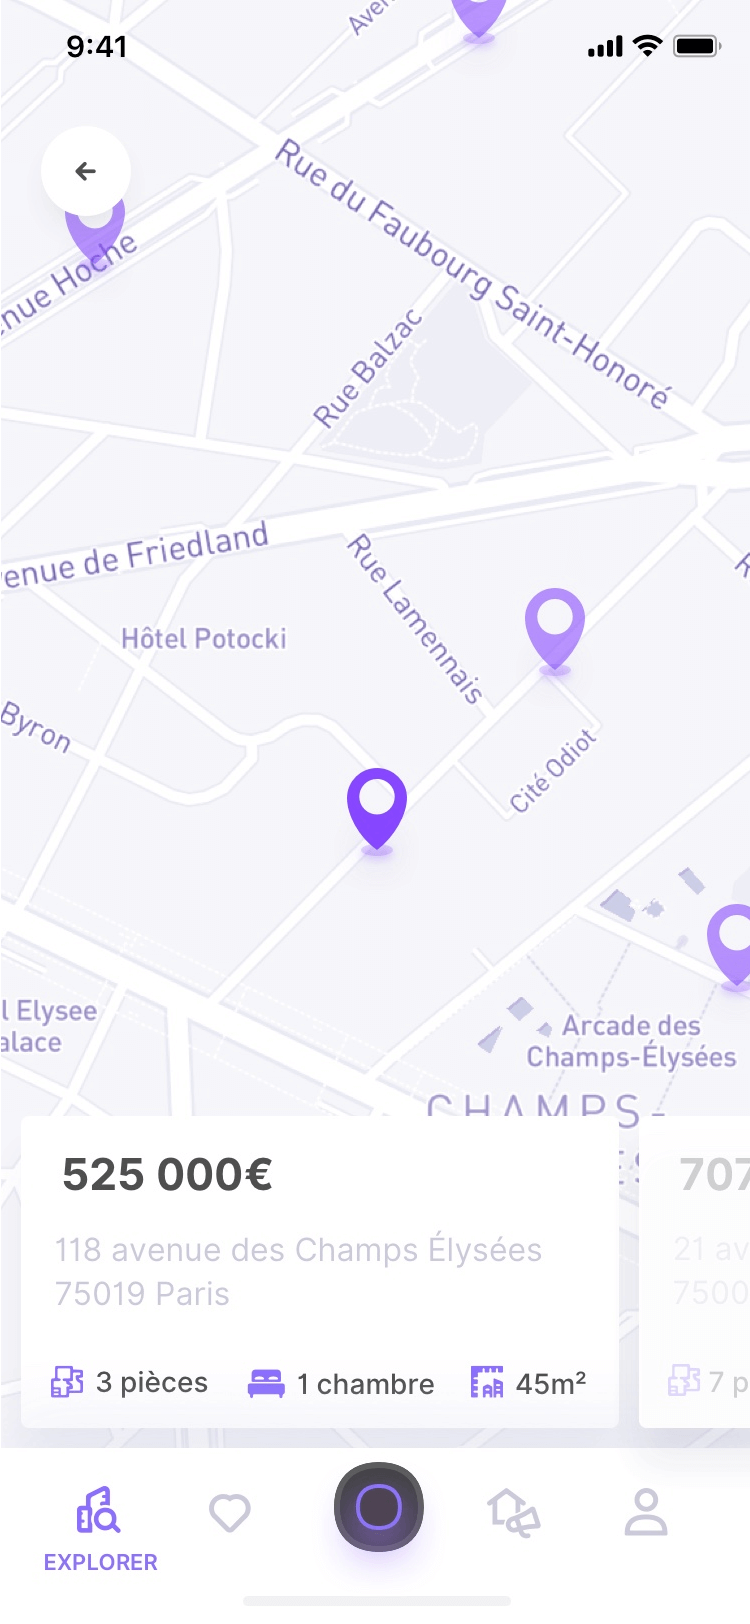 9:41
Rue du Faubourg Saint-Honoré
Rue Balzac
Rue Lamennais
Hôtel Potocki
Byron
Cité Odiot
Arcade des
Champs-Élysées
CHAMPS-
525 000€
118 avenue des Champs Élysées
75019 Paris
3 pièces
1 chambre
45m²
707
21 av
7500
7 p
enue de Friedland
nue Hoche
Aven
l Elysee
alace
EXPLORER